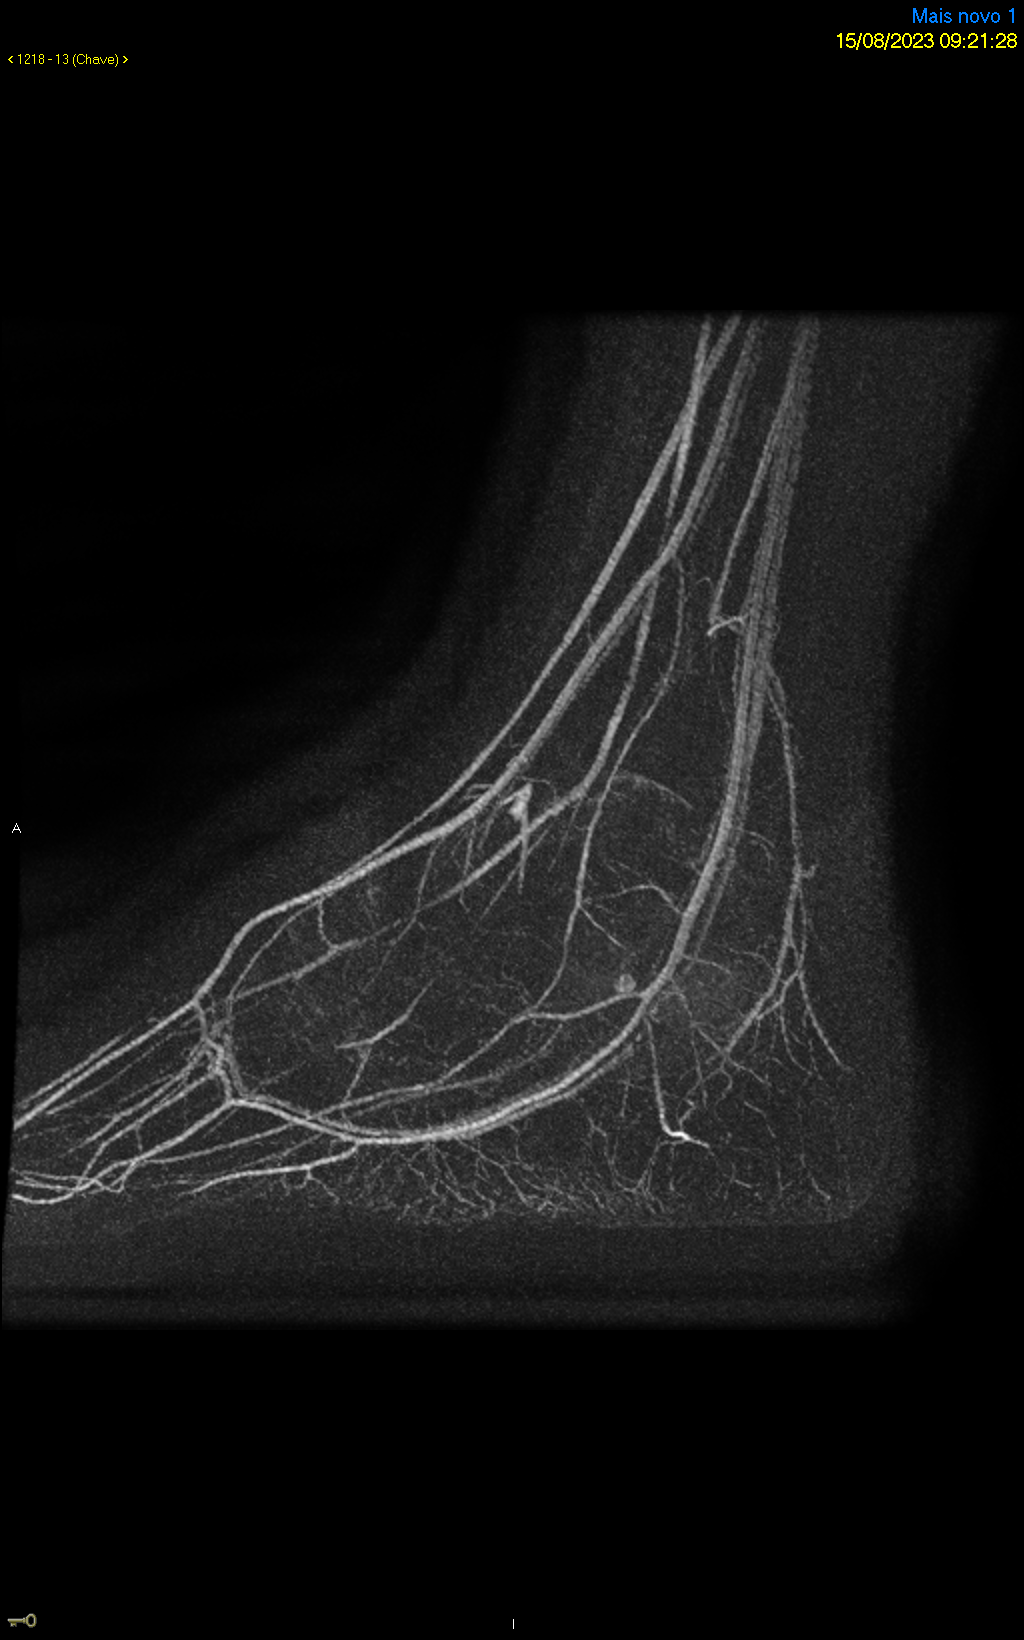 Mais novo 1
15/08/2023 09:21:28
< 1218 - 13 (Chave) >
A
I